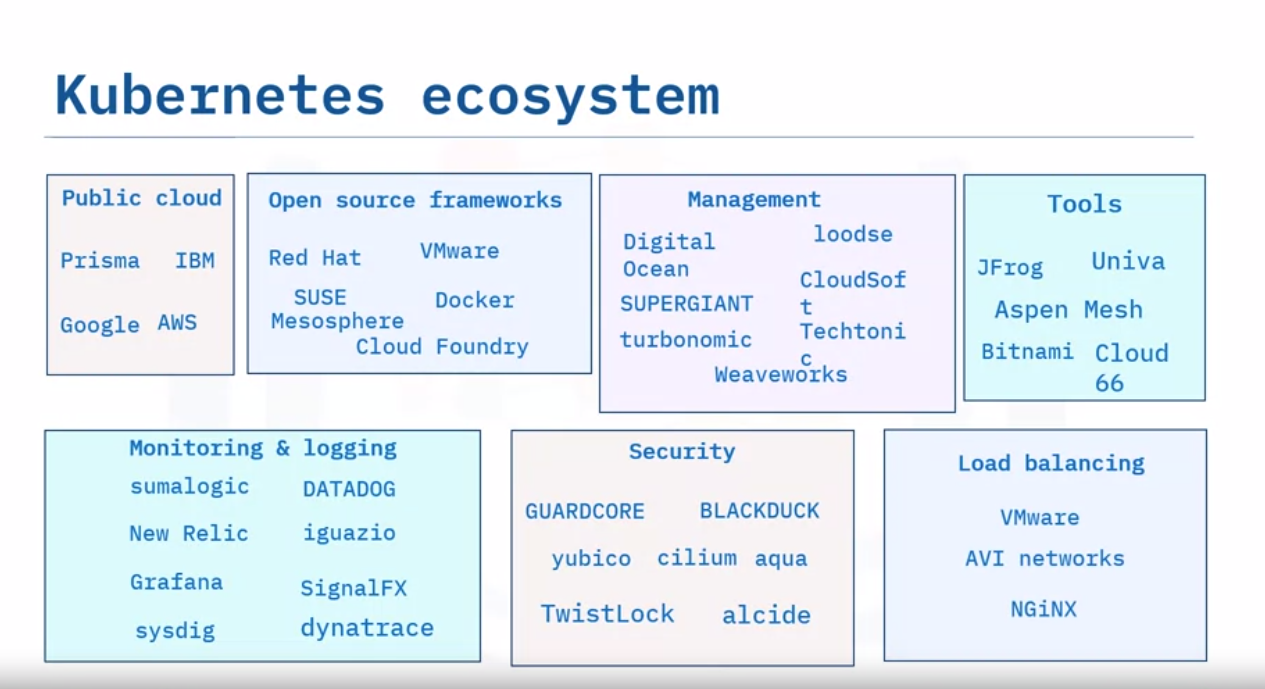 Kubernetes ecosystem
Public cloud
Prisma IBM
Google AWS
Open source frameworks
Red Hat VMware
SUSE Docker
Mesosphere
Cloud Foundry
Management
Digital
Ocean
loodse
SUPERGIANT
CloudSof
t
turbonomic
Techtoni
c
Weaveworks
Tools
JFrog Univa
Aspen Mesh
Bitnami Cloud
66
Monitoring & logging
sumalogic DATADOG
New Relic iguazio
Grafana SignalFX
sysdig dynatrace
Security
GUARDCORE BLACKDUCK
yubico cilium aqua
TwistLock alcide
Load balancing
VMware
AVI networks
NGiNX